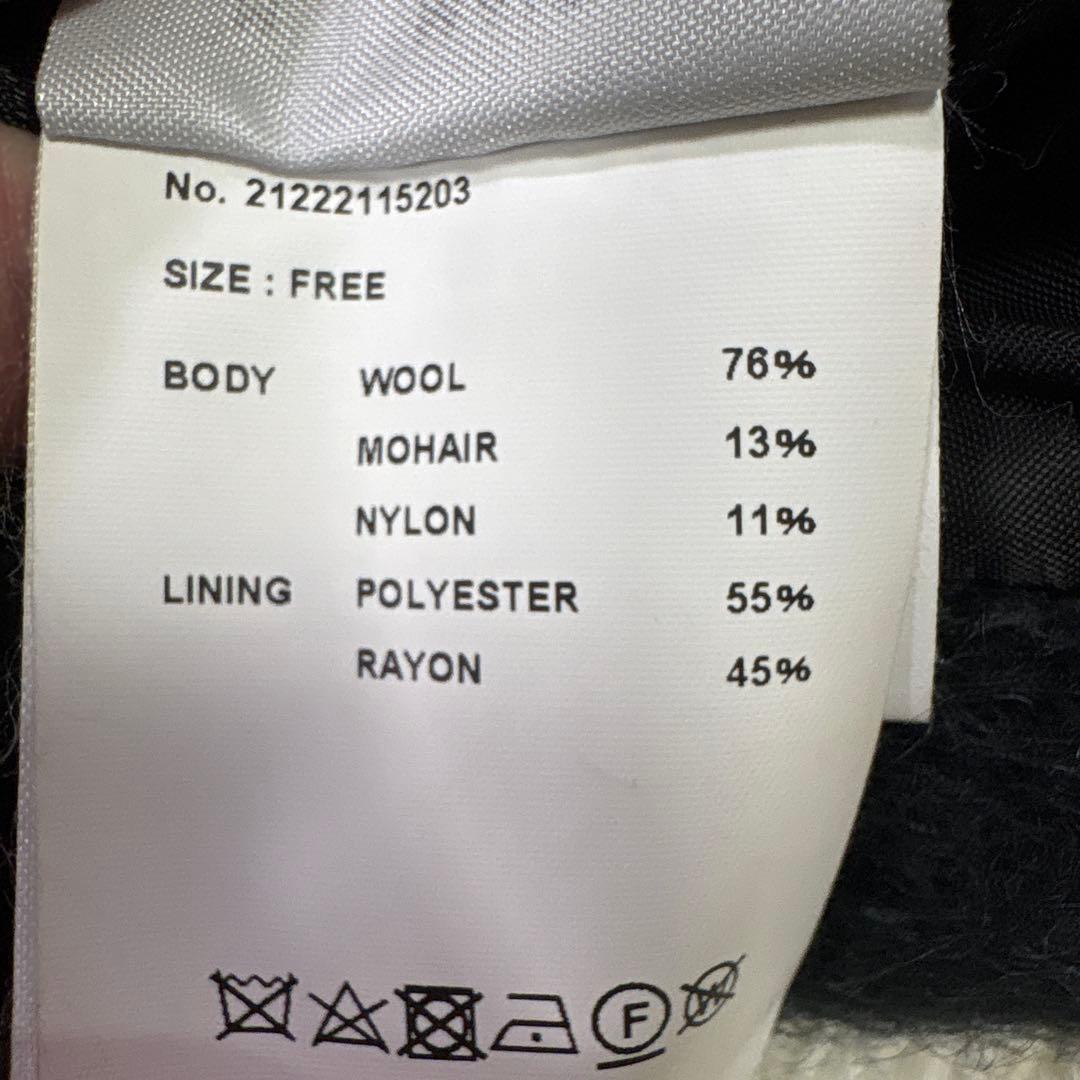 No. 21222115203
SIZE : FREE
BODY WOOL 76%
MOHAIR 13%
NYLON 11%
LINING POLYESTER 55%
RAYON 45%
F W